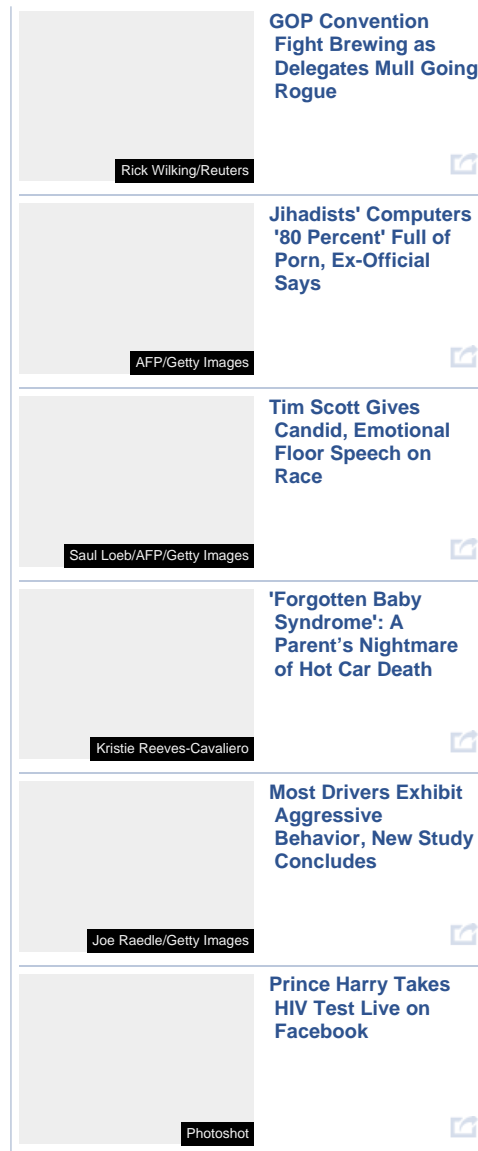 GOP Convention
Fight Brewing as
Delegates Mull Going
Rogue
Rick Wilking/Reuters
Jihadists' Computers
'80 Percent' Full of
Porn, Ex-Official
Says
AFP/Getty Images
Tim Scott Gives
Candid, Emotional
Floor Speech on
Race
Saul Loeb/AFP/Getty Images
'Forgotten Baby
Syndrome': A
Parent’s Nightmare
of Hot Car Death
Kristie Reeves-Cavaliero
Most Drivers Exhibit
Aggressive
Behavior, New Study
Concludes
Joe Raedle/Getty Images
Prince Harry Takes
HIV Test Live on
Facebook
Photoshot